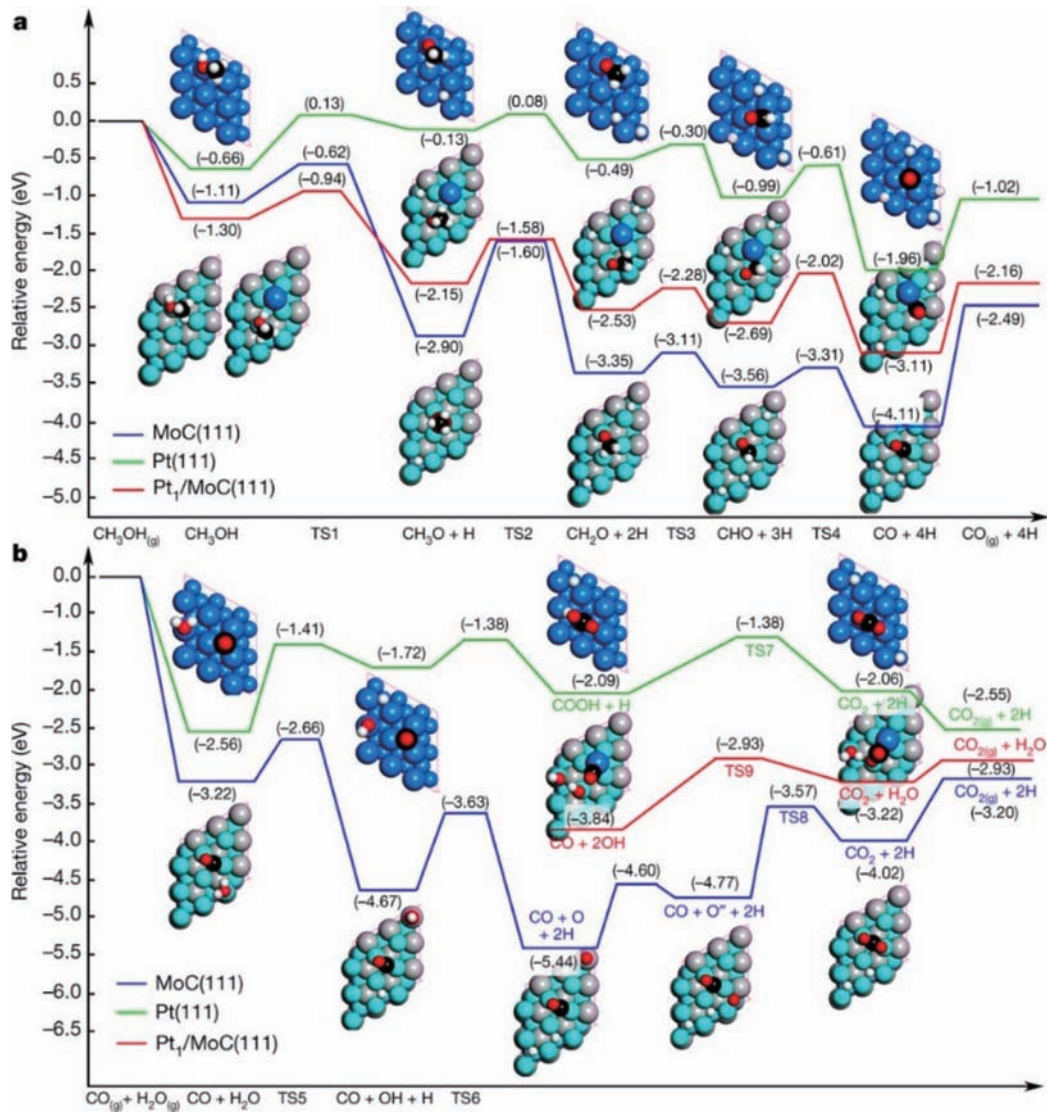 a
Relative energy (eV)
0.5
0.0
−0.5
−1.0
−1.5
−2.0
−2.5
−3.0
−3.5
−4.0
−4.5
−5.0
(0.13)
(0.08)
(−0.13)
(−0.30)
(−0.66)
(−0.62)
(−0.49)
(−0.61)
(−1.11)
(−0.94)
(−0.99)
(−1.02)
(−1.30)
(−1.58)
(−1.60)
(−1.96)
(−2.15)
(−2.28)
(−2.02)
(−2.16)
(−2.53)
(−2.69)
(−2.49)
(−2.90)
(−3.11)
(−3.11)
(−3.35)
(−3.56)
(−3.31)
(−4.11)
MoC(111)
Pt(111)
Pt₁/MoC(111)
CH₃OH₍g₎ CH₃OH TS1 CH₃O + H TS2 CH₂O + 2H TS3 CHO + 3H TS4 CO + 4H CO₍g₎ + 4H
b
Relative energy (eV)
0.0
−1.0
−1.5
−2.0
−2.5
−3.0
−3.5
−4.0
−4.5
−5.0
−5.5
−6.0
−6.5
(−1.41)
(−1.38)
(−1.38)
TS7
(−1.72)
(−2.09)
COOH + H
(−2.06)
CO₂ + 2H
(−2.55)
CO₂₍g₎ + 2H
(−2.56)
(−2.66)
(−2.93)
TS9
CO₂₍g₎ + H₂O
(−2.93)
(−3.22)
(−3.63)
(−3.84)
CO + 2OH
(−3.57)
TS8
CO₂ + H₂O
(−3.22)
CO₂₍g₎ + 2H
(−3.20)
CO₂ + 2H
(−4.02)
(−4.67)
(−4.60)
(−4.77)
CO + O
+ 2H
CO + O″ + 2H
(−5.44)
MoC(111)
Pt(111)
Pt₁/MoC(111)
CO₍g₎ + H₂O₍g₎ CO + H₂O TS5 CO + OH + H TS6